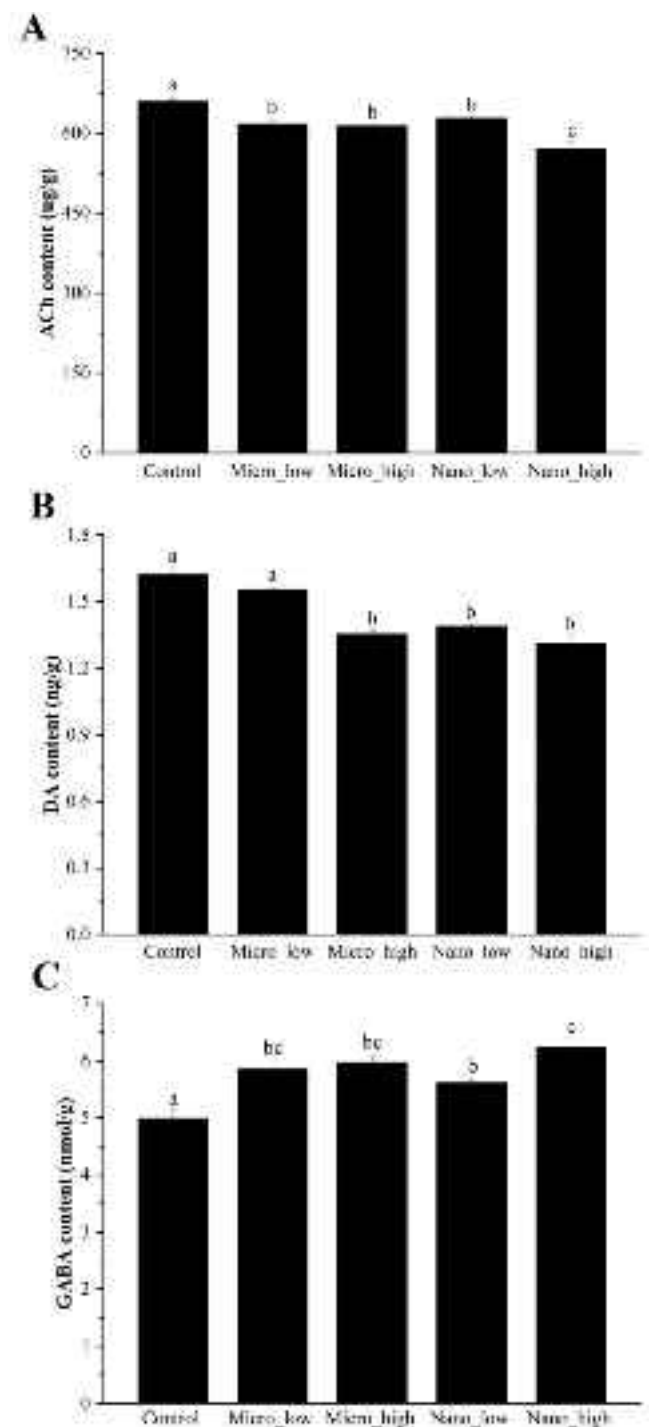 A
750
600
450
300
150
0
ACh content (ug/g)
a
b
b
b
c
Control Micro_low Micro_high Nano_low Nano_high
B
1.8
1.5
1.2
0.9
0.6
0.3
0.0
DA content (ng/g)
a
a
b
b
b
Control Micro_low Micro_high Nano_low Nano_high
C
7
6
5
4
3
2
1
0
GABA content (nmol/g)
a
bc
bc
b
c
Control Micro_low Micro_high Nano_low Nano_high